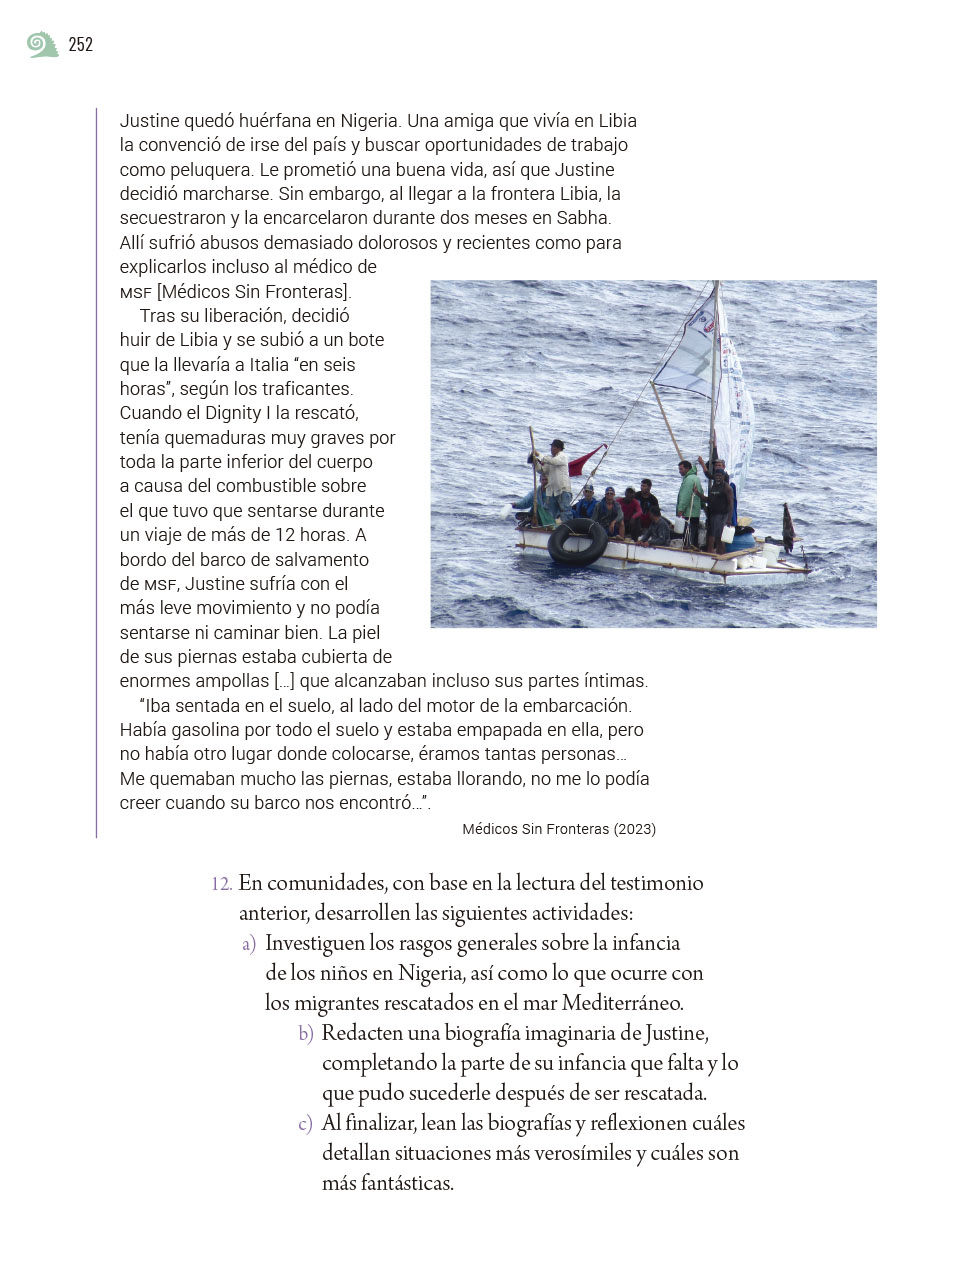 252
Justine quedó huérfana en Nigeria. Una amiga que vivía en Libia
la convenció de irse del país y buscar oportunidades de trabajo
como peluquera. Le prometió una buena vida, así que Justine
decidió marcharse. Sin embargo, al llegar a la frontera Libia, la
secuestraron y la encarcelaron durante dos meses en Sabha.
Allí sufrió abusos demasiado dolorosos y recientes como para
explicarlos incluso al médico de
MSF [Médicos Sin Fronteras].
Tras su liberación, decidió
huir de Libia y se subió a un bote
que la llevaría a Italia “en seis
horas”, según los traficantes.
Cuando el Dignity I la rescató,
tenía quemaduras muy graves por
toda la parte inferior del cuerpo
a causa del combustible sobre
el que tuvo que sentarse durante
un viaje de más de 12 horas. A
bordo del barco de salvamento
de MSF, Justine sufría con el
más leve movimiento y no podía
sentarse ni caminar bien. La piel
de sus piernas estaba cubierta de
enormes ampollas […] que alcanzaban incluso sus partes íntimas.
“Iba sentada en el suelo, al lado del motor de la embarcación.
Había gasolina por todo el suelo y estaba empapada en ella, pero
no había otro lugar donde colocarse, éramos tantas personas…
Me quemaban mucho las piernas, estaba llorando, no me lo podía
creer cuando su barco nos encontró…”.
Médicos Sin Fronteras (2023)
12. En comunidades, con base en la lectura del testimonio
anterior, desarrollen las siguientes actividades:
a) Investiguen los rasgos generales sobre la infancia
de los niños en Nigeria, así como lo que ocurre con
los migrantes rescatados en el mar Mediterráneo.
b) Redacten una biografía imaginaria de Justine,
completando la parte de su infancia que falta y lo
que pudo sucederle después de ser rescatada.
c) Al finalizar, lean las biografías y reflexionen cuáles
detallan situaciones más verosímiles y cuáles son
más fantásticas.